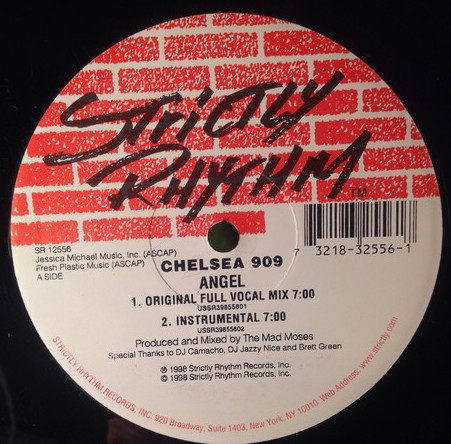 STRICTLY
RHYTHM
TM
SR 12556
Jessica Michael Music, Inc. (ASCAP)
Fresh Plastic Music (ASCAP)
A SIDE
7 73218-32556-1
CHELSEA 909
ANGEL
1. ORIGINAL FULL VOCAL MIX 7:00
USSR39855601
2. INSTRUMENTAL 7:00
USSR39855602
Produced and Mixed by The Mad Moses
Special Thanks to DJ Camacho, DJ Jazzy Nice and Brett Green
℗ 1998 Strictly Rhythm Records, Inc.
© 1998 Strictly Rhythm Records, Inc.
STRICTLY RHYTHM RECORDS, INC. 920 Broadway, Suite 1403, New York, NY 10010. Web Address: www.strictly.com